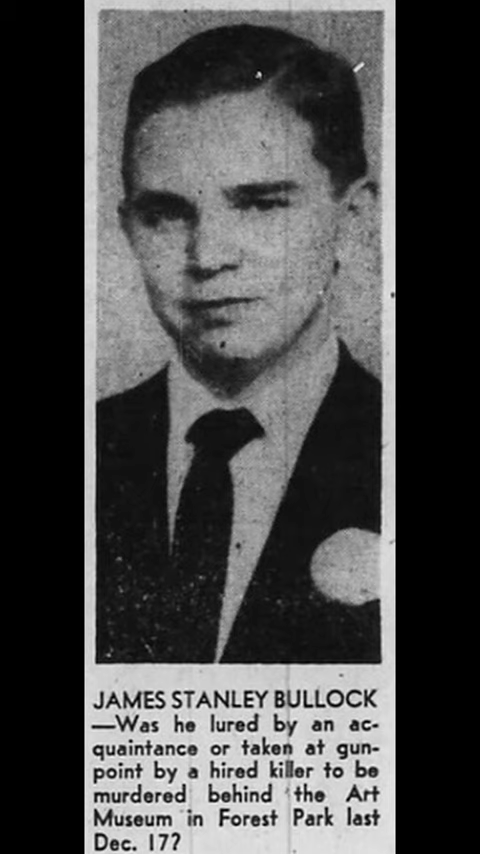 JAMES STANLEY BULLOCK
—Was he lured by an ac-
quaintance or taken at gun-
point by a hired killer to be
murdered behind the Art
Museum in Forest Park last
Dec. 17?